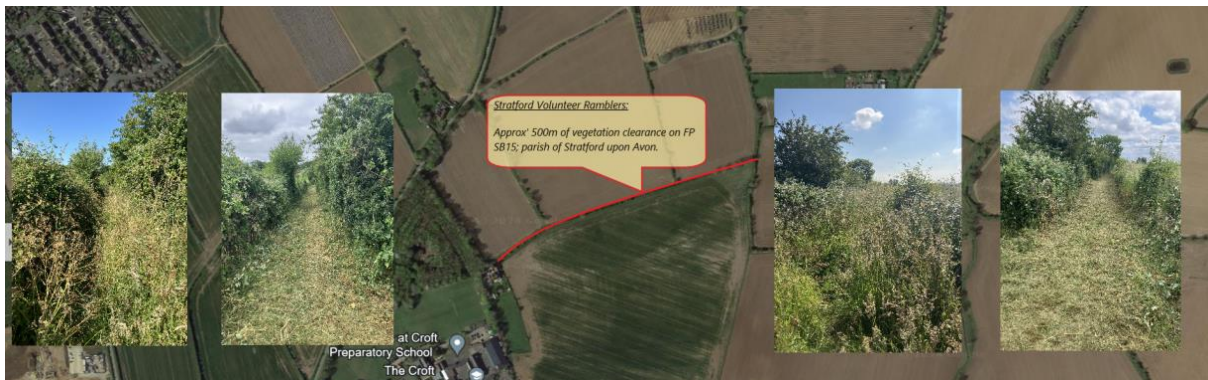 Stratford Volunteer Ramblers:
Approx' 500m of vegetation clearance on FP
SB15; parish of Stratford upon Avon.
at Croft
Preparatory School
The Croft